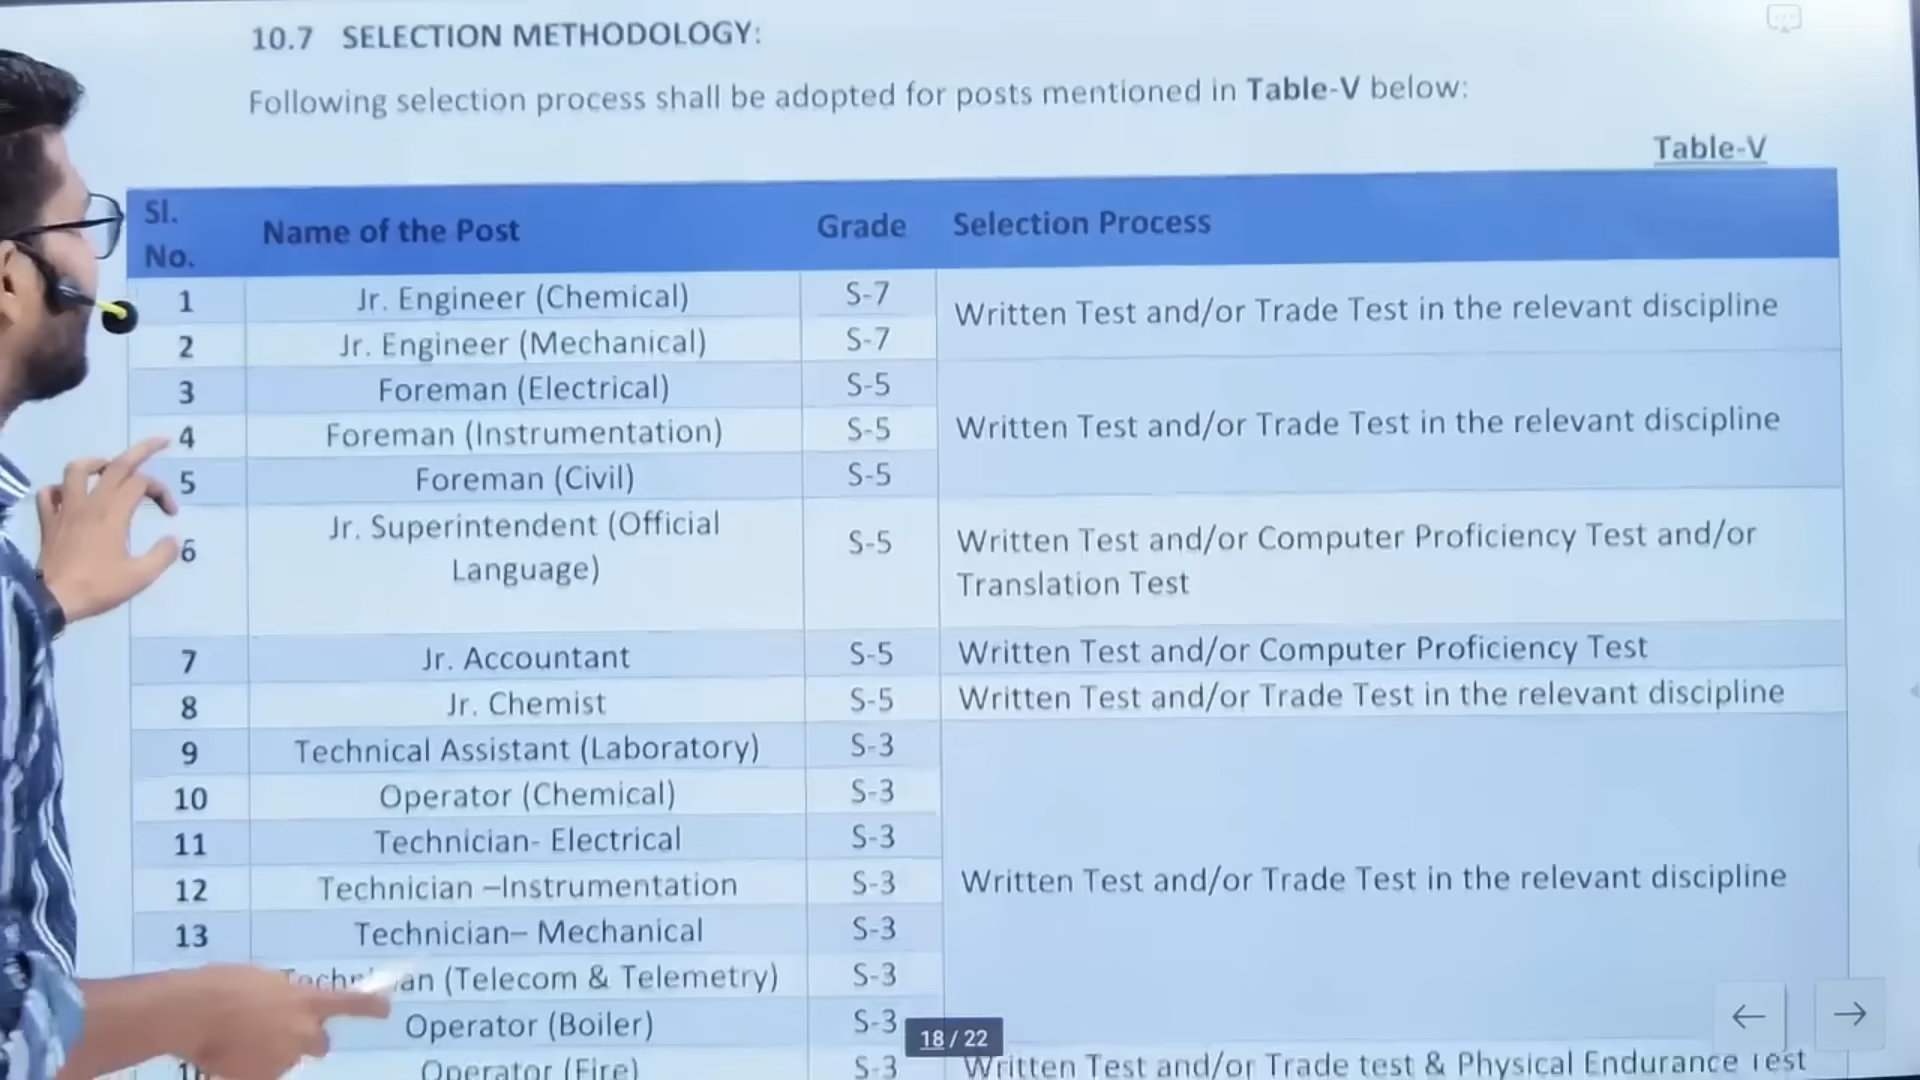 10.7 SELECTION METHODOLOGY:
Following selection process shall be adopted for posts mentioned in Table-V below:
Table-V
Sl. No. Name of the Post Grade Selection Process
1 Jr. Engineer (Chemical) S-7 Written Test and/or Trade Test in the relevant discipline
2 Jr. Engineer (Mechanical) S-7
3 Foreman (Electrical) S-5
4 Foreman (Instrumentation) S-5 Written Test and/or Trade Test in the relevant discipline
5 Foreman (Civil) S-5
6 Jr. Superintendent (Official S-5 Written Test and/or Computer Proficiency Test and/or
Language) Translation Test
7 Jr. Accountant S-5 Written Test and/or Computer Proficiency Test
8 Jr. Chemist S-5 Written Test and/or Trade Test in the relevant discipline
9 Technical Assistant (Laboratory) S-3
10 Operator (Chemical) S-3
11 Technician- Electrical S-3
12 Technician –Instrumentation S-3 Written Test and/or Trade Test in the relevant discipline
13 Technician– Mechanical S-3
(Telecom & Telemetry) S-3
Operator (Boiler) S-3
18 / 22
Operator (Fire) S-3 Written Test and/or Trade test & Physical Endurance Test